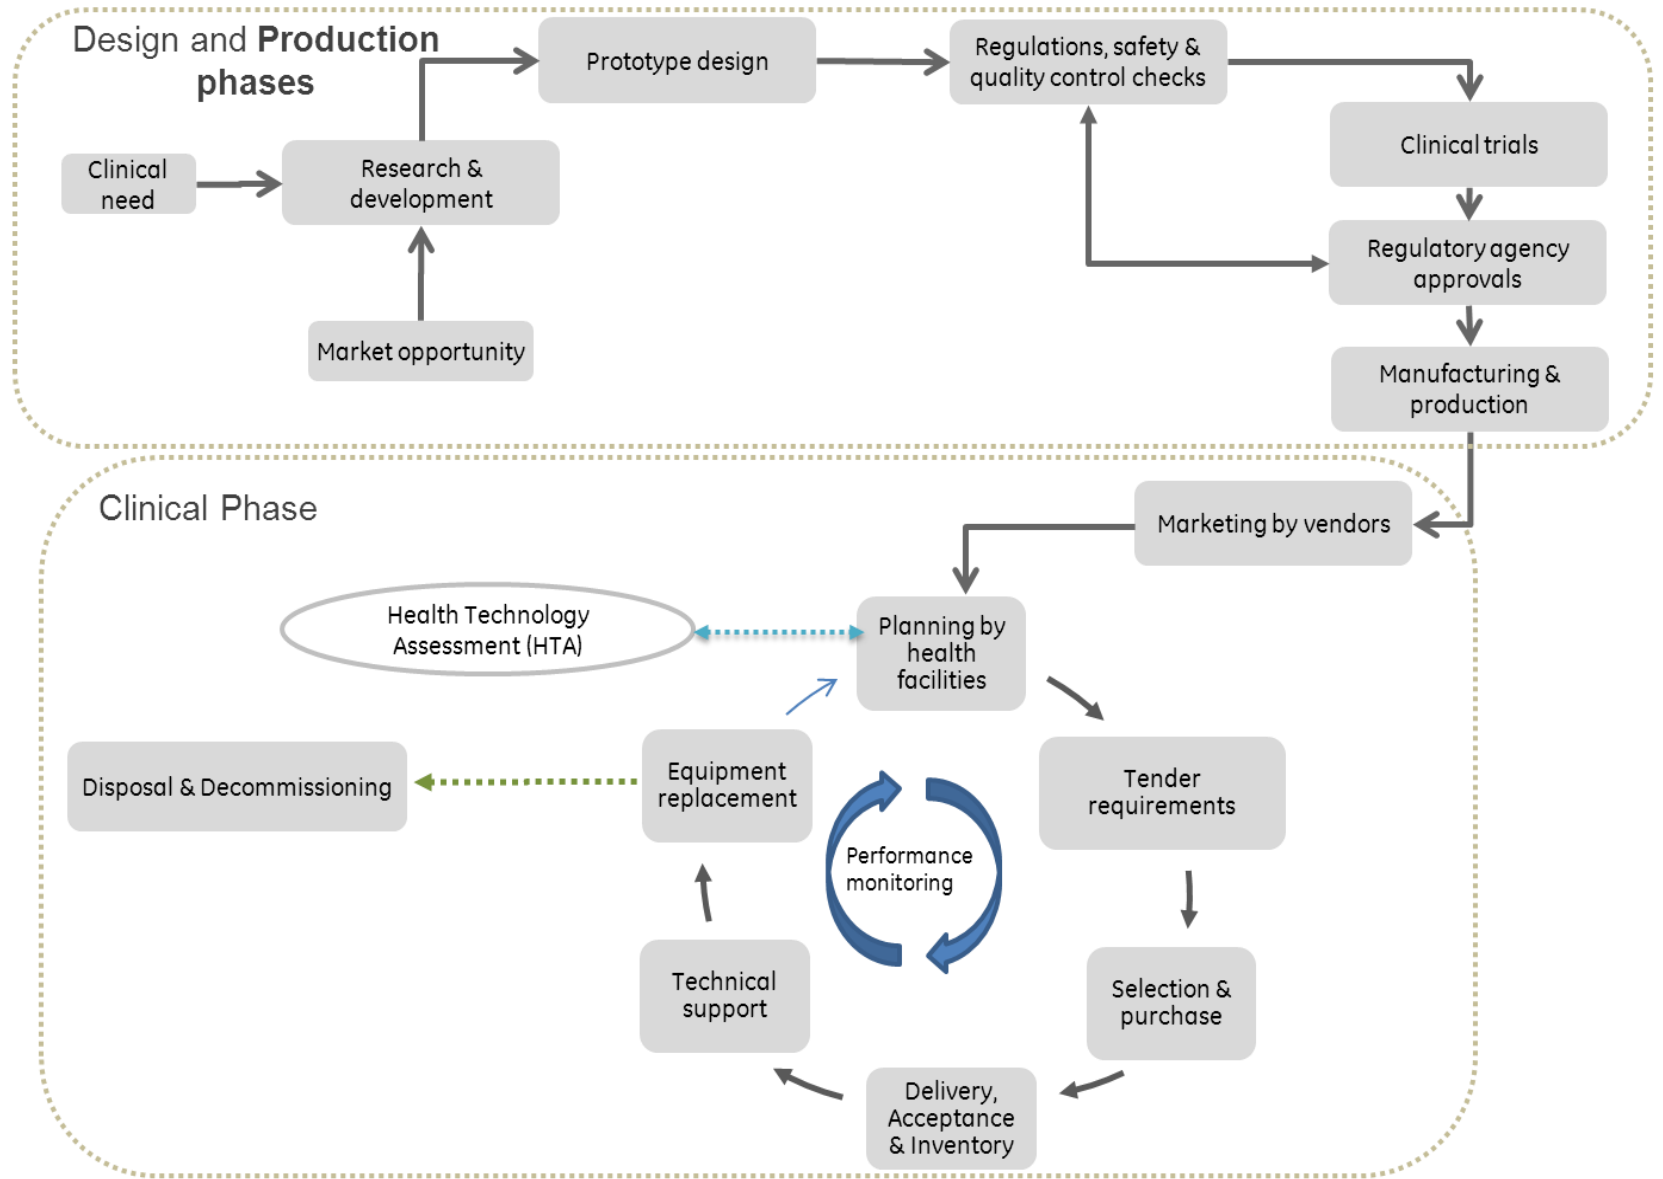 Design and Production
phases
Prototype design
Regulations, safety &
quality control checks
Clinical trials
Clinical
need
Research &
development
Regulatory agency
approvals
Market opportunity
Manufacturing &
production
Clinical Phase
Marketing by vendors
Health Technology
Assessment (HTA)
Planning by
health
facilities
Disposal & Decommissioning
Equipment
replacement
Tender
requirements
Performance
monitoring
Technical
support
Selection &
purchase
Delivery,
Acceptance
& Inventory